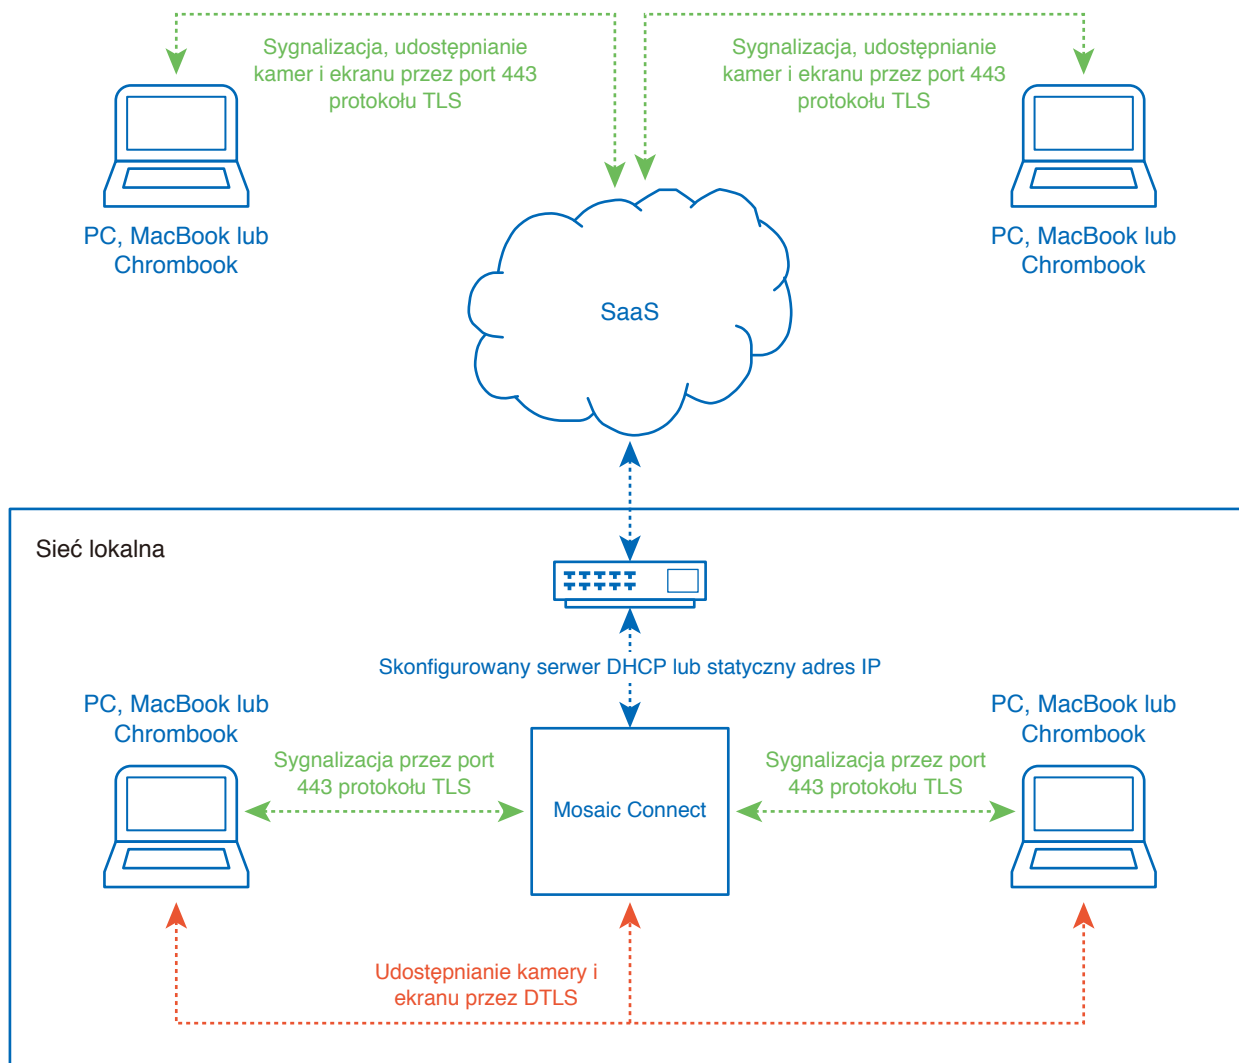 Sygnalizacja, udostępnianie
kamer i ekranu przez port 443
protokołu TLS
Sygnalizacja, udostępnianie
kamer i ekranu przez port 443
protokołu TLS
PC, MacBook lub
Chrombook
PC, MacBook lub
Chrombook
SaaS
Sieć lokalna
Skonfigurowany serwer DHCP lub statyczny adres IP
PC, MacBook lub
Chrombook
PC, MacBook lub
Chrombook
Sygnalizacja przez port
443 protokołu TLS
Sygnalizacja przez port
443 protokołu TLS
Mosaic Connect
Udostępnianie kamery i
ekranu przez DTLS